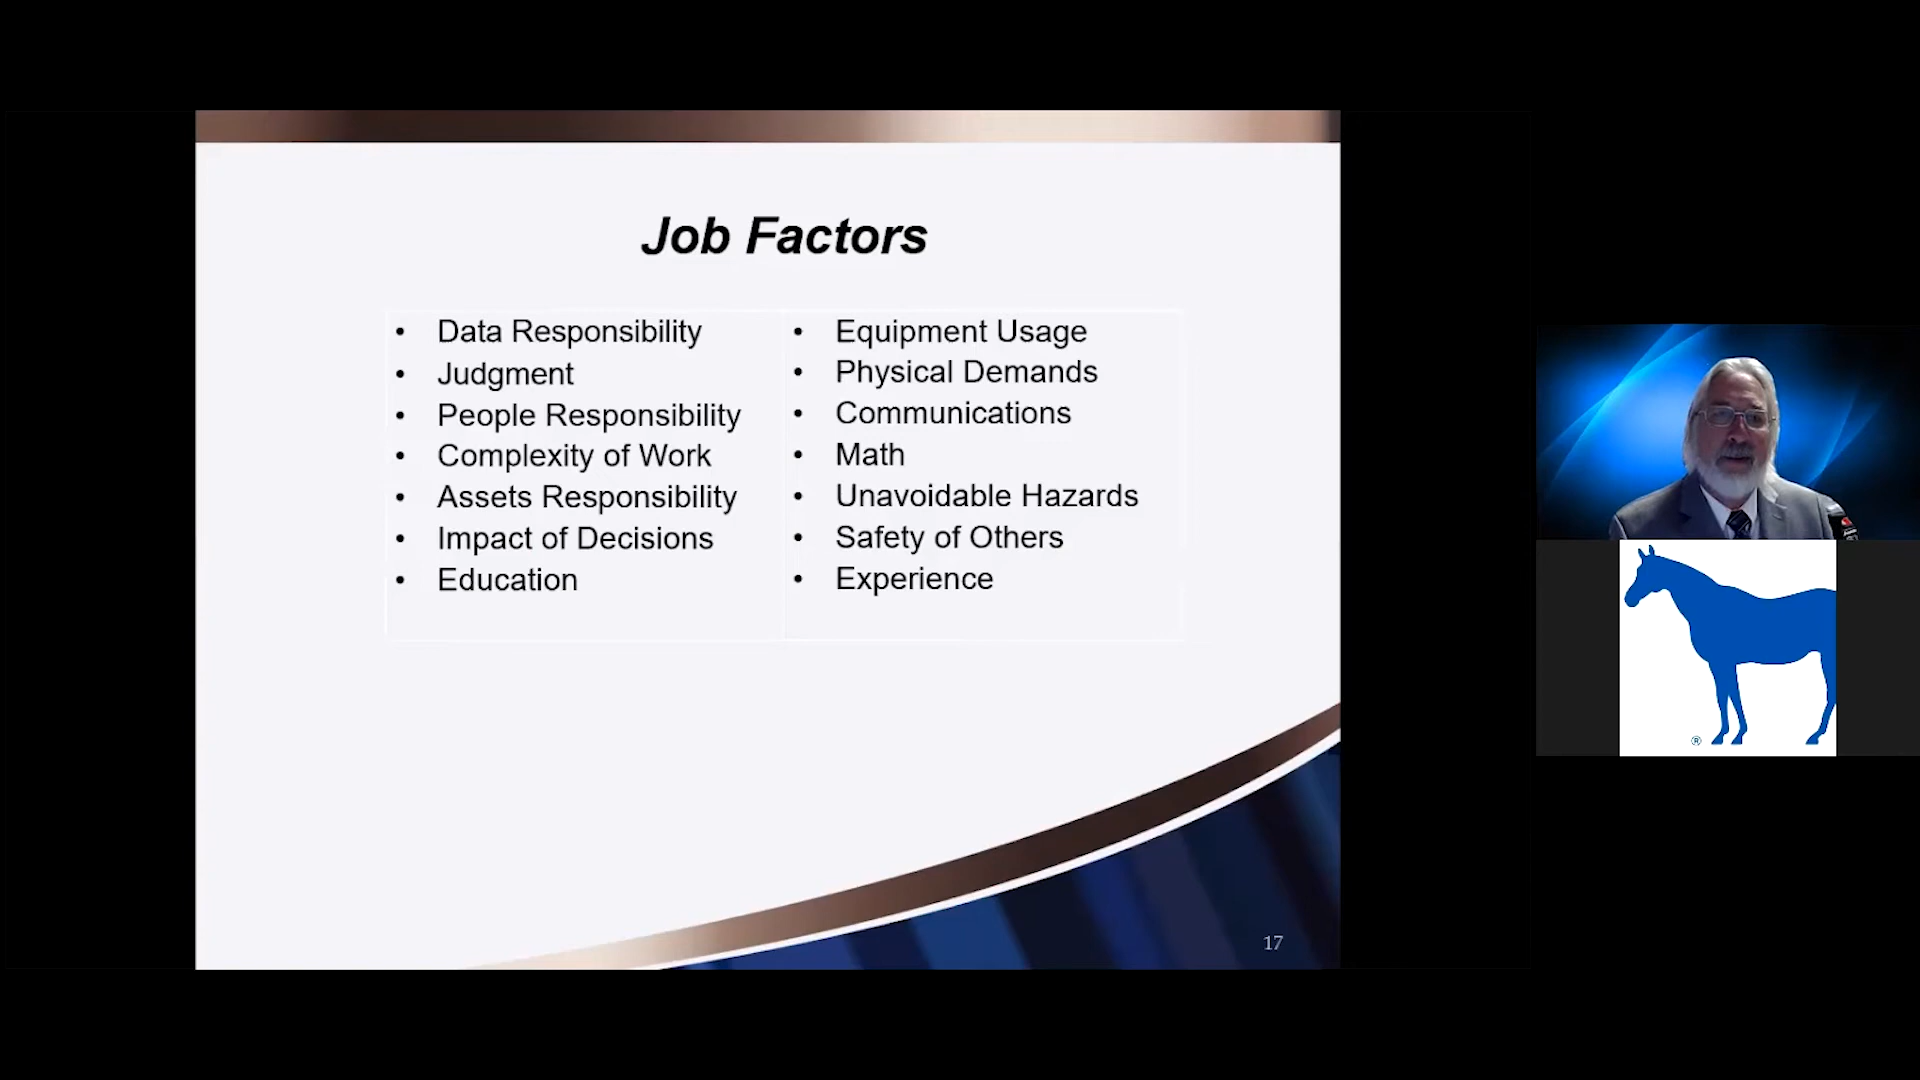 Job Factors
• Data Responsibility
• Judgment
• People Responsibility
• Complexity of Work
• Assets Responsibility
• Impact of Decisions
• Education
• Equipment Usage
• Physical Demands
• Communications
• Math
• Unavoidable Hazards
• Safety of Others
• Experience
17
®